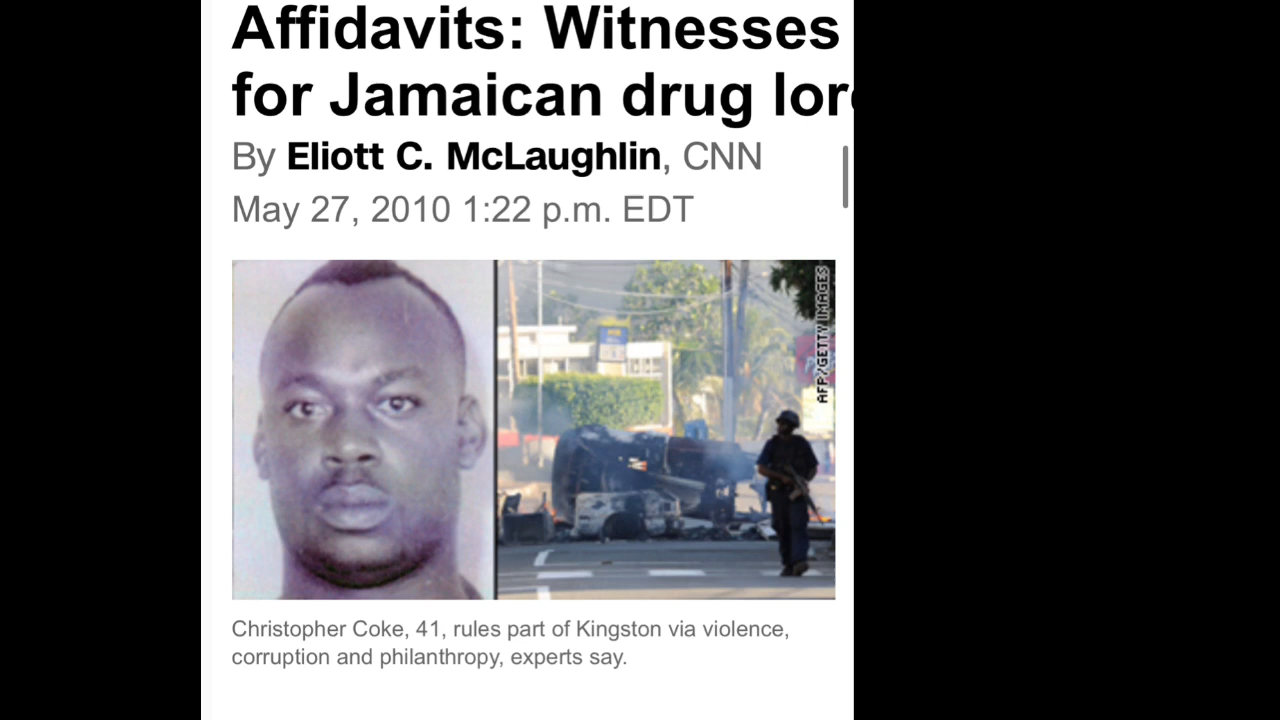 Affidavits: Witnesses
for Jamaican drug lor
By Eliott C. McLaughlin, CNN
May 27, 2010 1:22 p.m. EDT
AFP/GETTY IMAGES
Christopher Coke, 41, rules part of Kingston via violence,
corruption and philanthropy, experts say.